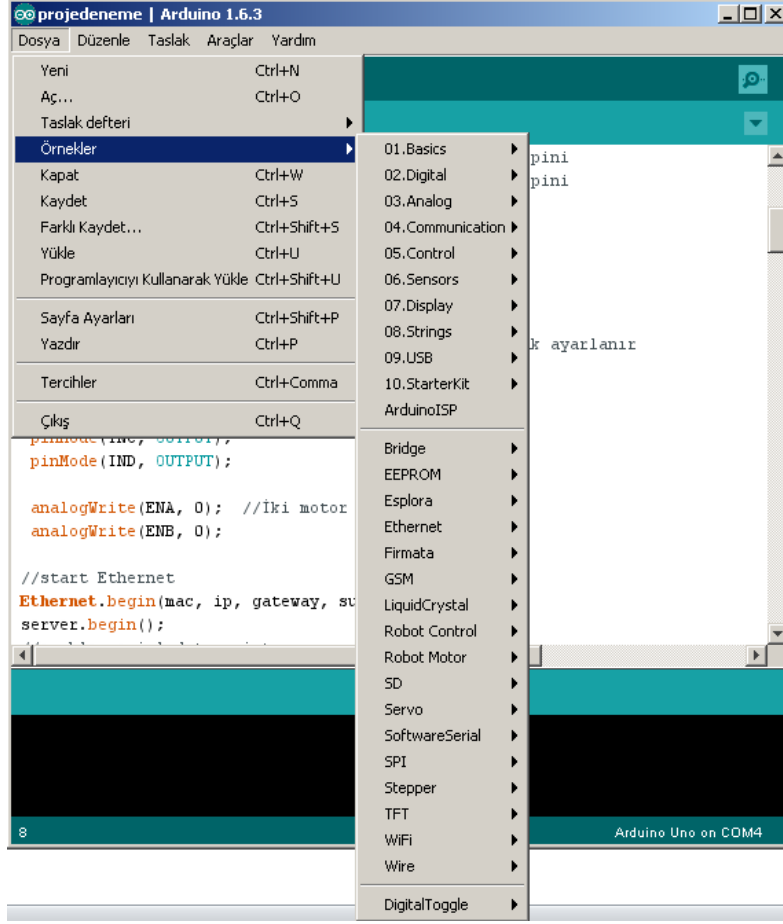 projedeneme | Arduino 1.6.3
Dosya Düzenle Taslak Araçlar Yardım
Yeni Ctrl+N
Aç... Ctrl+O
Taslak defteri
Örnekler
Kapat Ctrl+W
Kaydet Ctrl+S
Farklı Kaydet... Ctrl+Shift+S
Yükle Ctrl+U
Programlayıcıyı Kullanarak Yükle Ctrl+Shift+U
Sayfa Ayarları Ctrl+Shift+P
Yazdır Ctrl+P
Tercihler Ctrl+Comma
Çıkış Ctrl+Q
01.Basics
02.Digital
03.Analog
04.Communication
05.Control
06.Sensors
07.Display
08.Strings
09.USB
10.StarterKit
ArduinoISP
Bridge
EEPROM
Esplora
Ethernet
Firmata
GSM
LiquidCrystal
Robot Control
Robot Motor
SD
Servo
SoftwareSerial
SPI
Stepper
TFT
WiFi
Wire
DigitalToggle
pini
pini
k ayarlanır
pinMode(IND, OUTPUT);
analogWrite(ENA, 0); //İki motor
analogWrite(ENB, 0);
//start Ethernet
Ethernet.begin(mac, ip, gateway, su
server.begin();
8 Arduino Uno on COM4